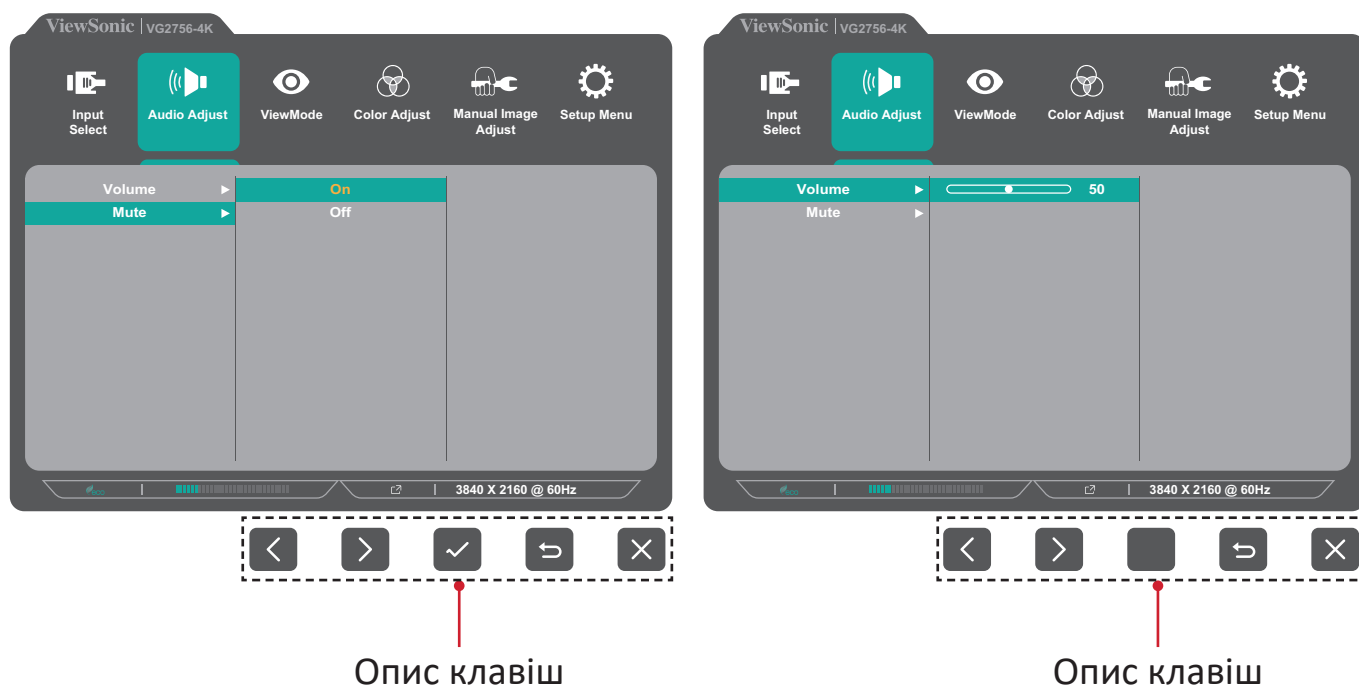 ViewSonic VG2756-4K
Input Select
Audio Adjust
ViewMode
Color Adjust
Manual Image Adjust
Setup Menu
Volume
On
Mute
Off
eco
3840 X 2160 @ 60Hz
Опис клавіш
ViewSonic VG2756-4K
Input Select
Audio Adjust
ViewMode
Color Adjust
Manual Image Adjust
Setup Menu
Volume
50
Mute
eco
3840 X 2160 @ 60Hz
Опис клавіш